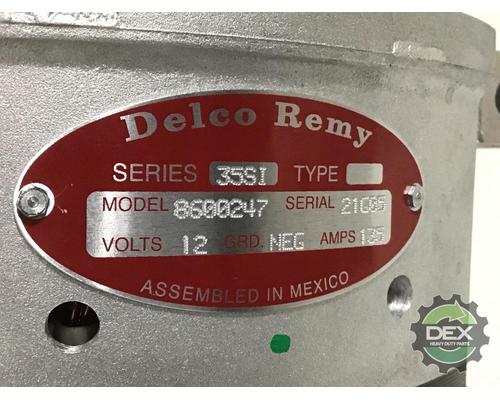 Delco Remy
SERIES 35SI TYPE
MODEL 8600247 SERIAL 21C05
VOLTS 12 GRD. NEG AMPS 135
ASSEMBLED IN MEXICO
DEX
HEAVY DUTY PARTS